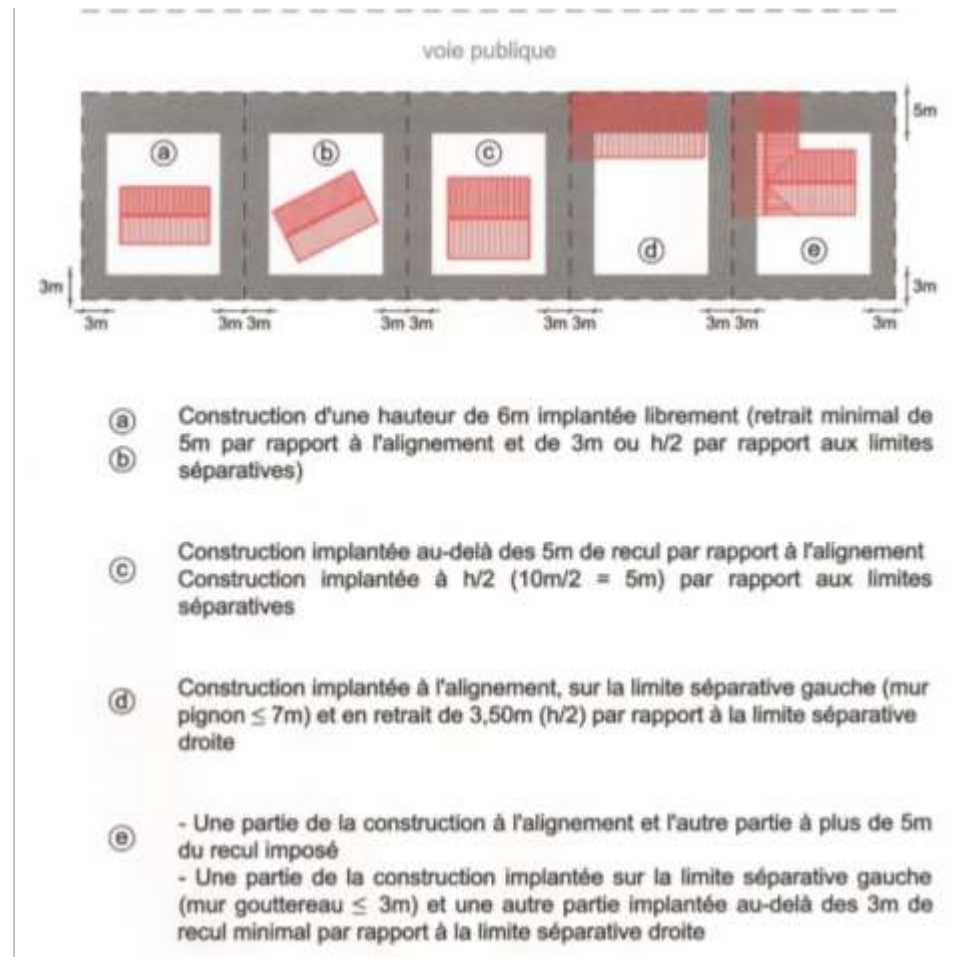 voie publique
5m
ⓐ ⓑ ⓒ
ⓓ ⓔ
3m 3m
3m 3m 3m 3m 3m 3m 3m 3m 3m 3m
ⓐ Construction d'une hauteur de 6m implantée librement (retrait minimal de
ⓑ 5m par rapport à l'alignement et de 3m ou h/2 par rapport aux limites
séparatives)
ⓒ Construction implantée au-delà des 5m de recul par rapport à l'alignement
Construction implantée à h/2 (10m/2 = 5m) par rapport aux limites
séparatives
ⓓ Construction implantée à l'alignement, sur la limite séparative gauche (mur
pignon ≤ 7m) et en retrait de 3,50m (h/2) par rapport à la limite séparative
droite
ⓔ - Une partie de la construction à l'alignement et l'autre partie à plus de 5m
du recul imposé
- Une partie de la construction implantée sur la limite séparative gauche
(mur gouttereau ≤ 3m) et une autre partie implantée au-delà des 3m de
recul minimal par rapport à la limite séparative droite